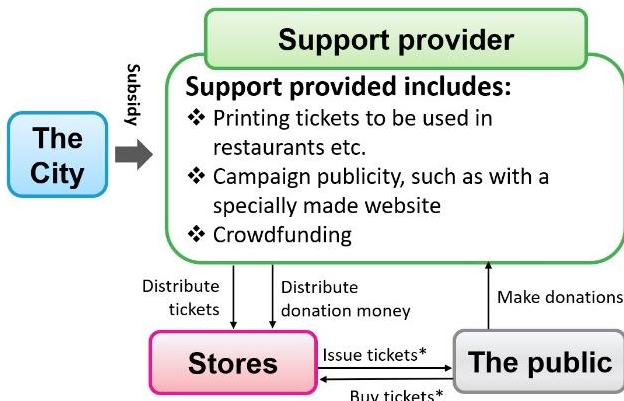 Support provider
Support provided includes:
❖ Printing tickets to be used in
restaurants etc.
❖ Campaign publicity, such as with a
specially made website
❖ Crowdfunding
The
City
Subsidy
Distribute
tickets
Distribute
donation money
Make donations
Stores
Issue tickets*
Buy tickets*
The public